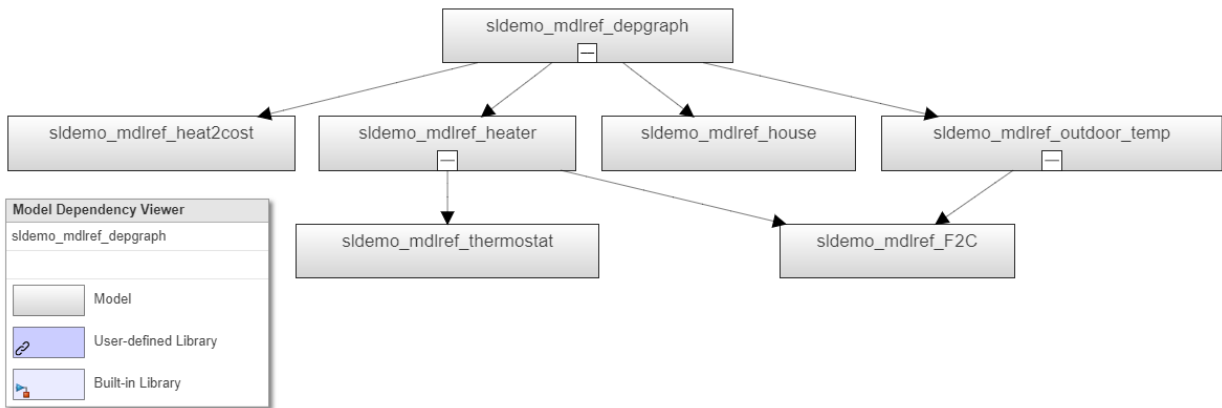 sldemo_mdlref_depgraph
sldemo_mdlref_heat2cost
sldemo_mdlref_heater
sldemo_mdlref_house
sldemo_mdlref_outdoor_temp
sldemo_mdlref_thermostat
sldemo_mdlref_F2C
Model Dependency Viewer
sldemo_mdlref_depgraph
Model
User-defined Library
Built-in Library